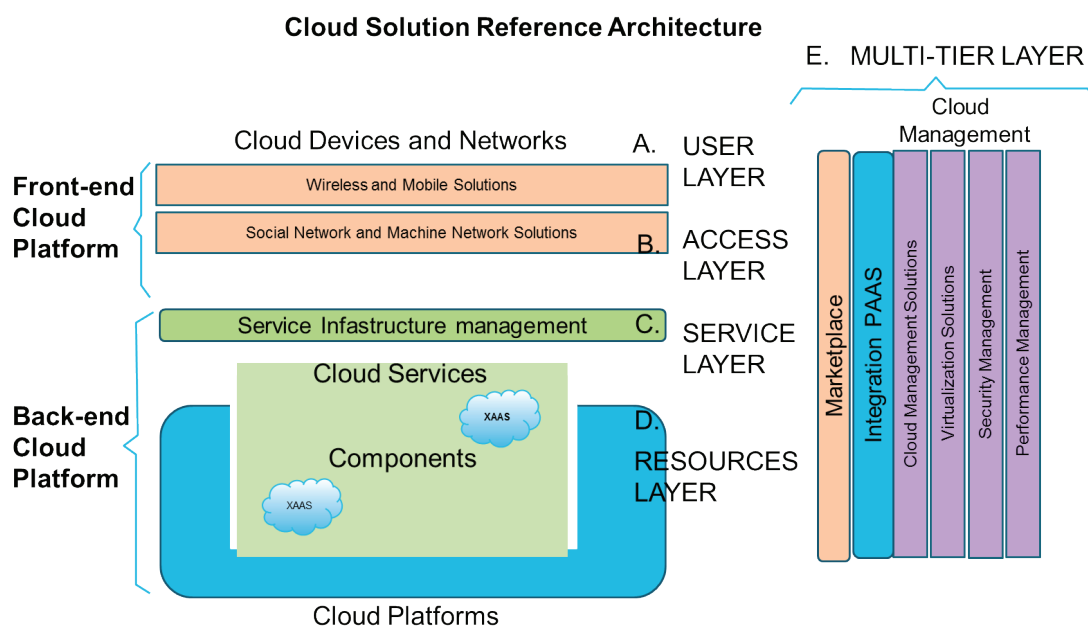 Cloud Solution Reference Architecture
E. MULTI-TIER LAYER
Cloud
Management
Cloud Devices and Networks
A. USER
LAYER
Front-end
Cloud
Platform
Wireless and Mobile Solutions
Social Network and Machine Network Solutions
B. ACCESS
LAYER
Service Infastructure management
C. SERVICE
LAYER
Back-end
Cloud
Platform
Cloud Services
XAAS
Components
XAAS
D.
RESOURCES
LAYER
Cloud Platforms
Marketplace
Integration PAAS
Cloud Management Solutions
Virtualization Solutions
Security Management
Performance Management